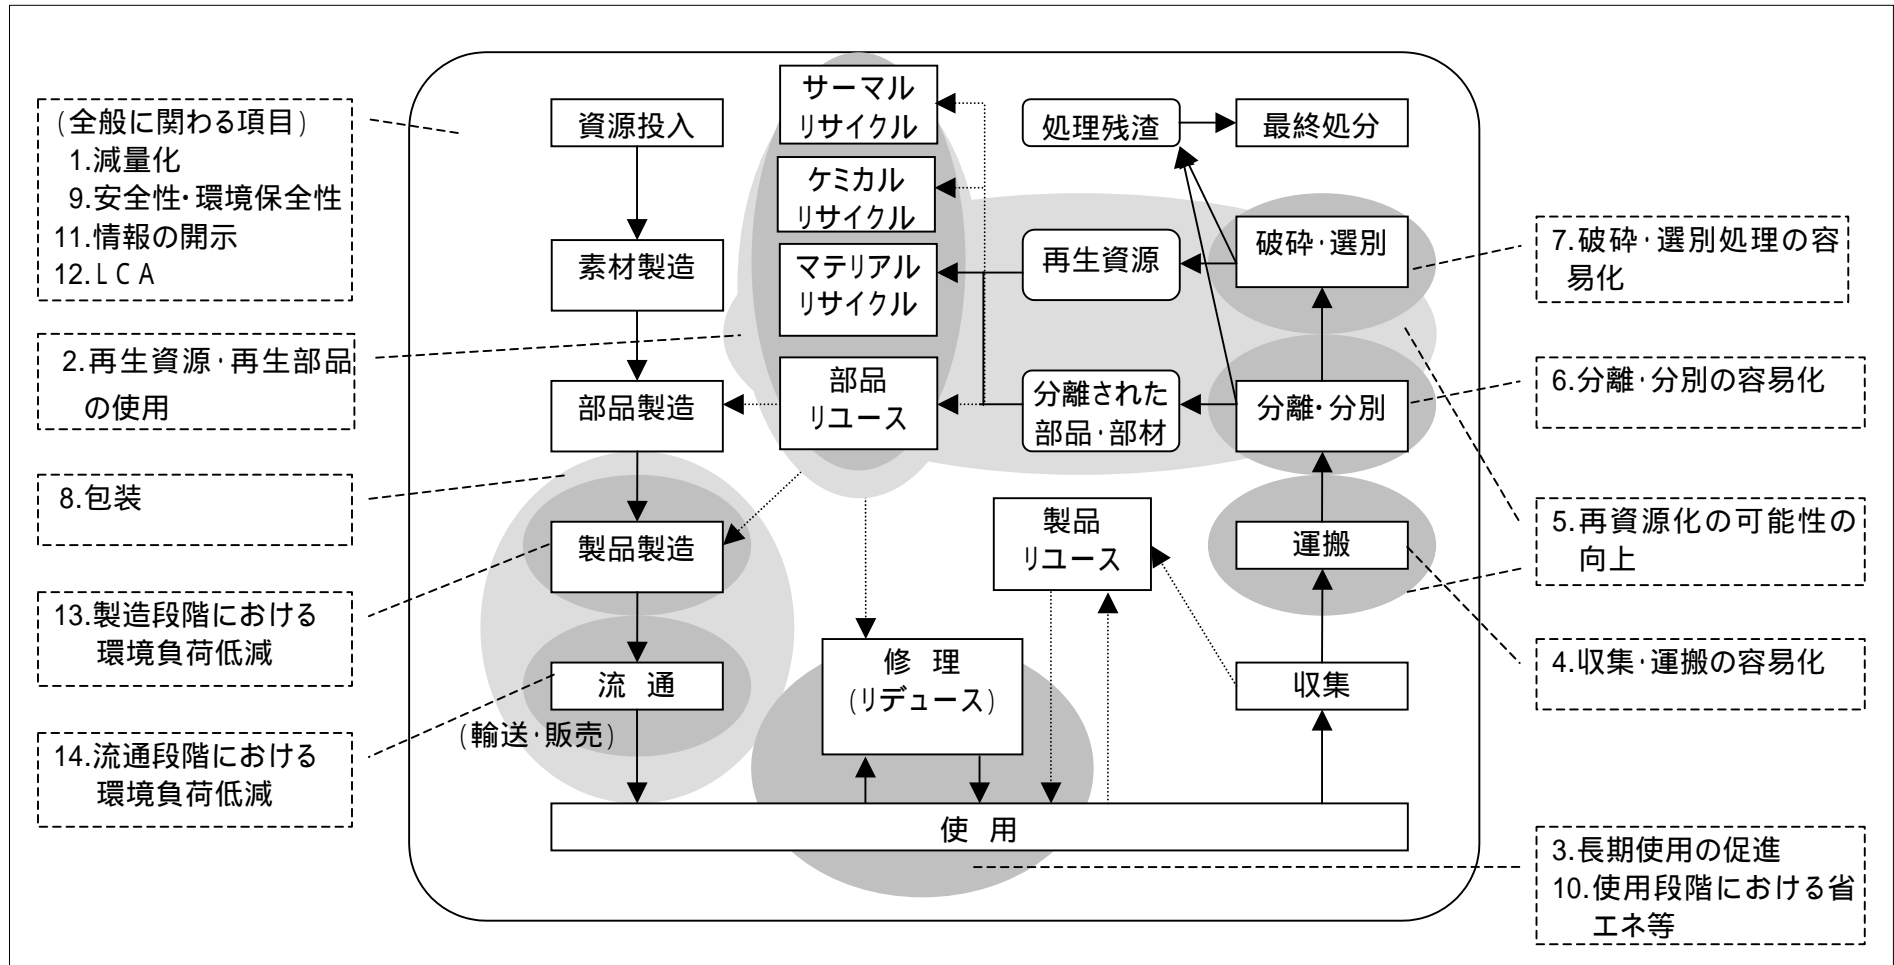 (全般に関わる項目)
1.減量化
9.安全性・環境保全性
11.情報の開示
12.LCA
2.再生資源・再生部品
の使用
8.包装
13.製造段階における
環境負荷低減
14.流通段階における
環境負荷低減
資源投入
素材製造
部品製造
製品製造
流 通
(輸送・販売)
サーマル
リサイクル
ケミカル
リサイクル
マテリアル
リサイクル
部品
リユース
修 理
(リデュース)
使 用
処理残渣
最終処分
再生資源
破砕・選別
分離された
部品・部材
分離・分別
製品
リユース
運搬
収集
7.破砕・選別処理の容
易化
6.分離・分別の容易化
5.再資源化の可能性の
向上
4.収集・運搬の容易化
3.長期使用の促進
10.使用段階における省
エネ等